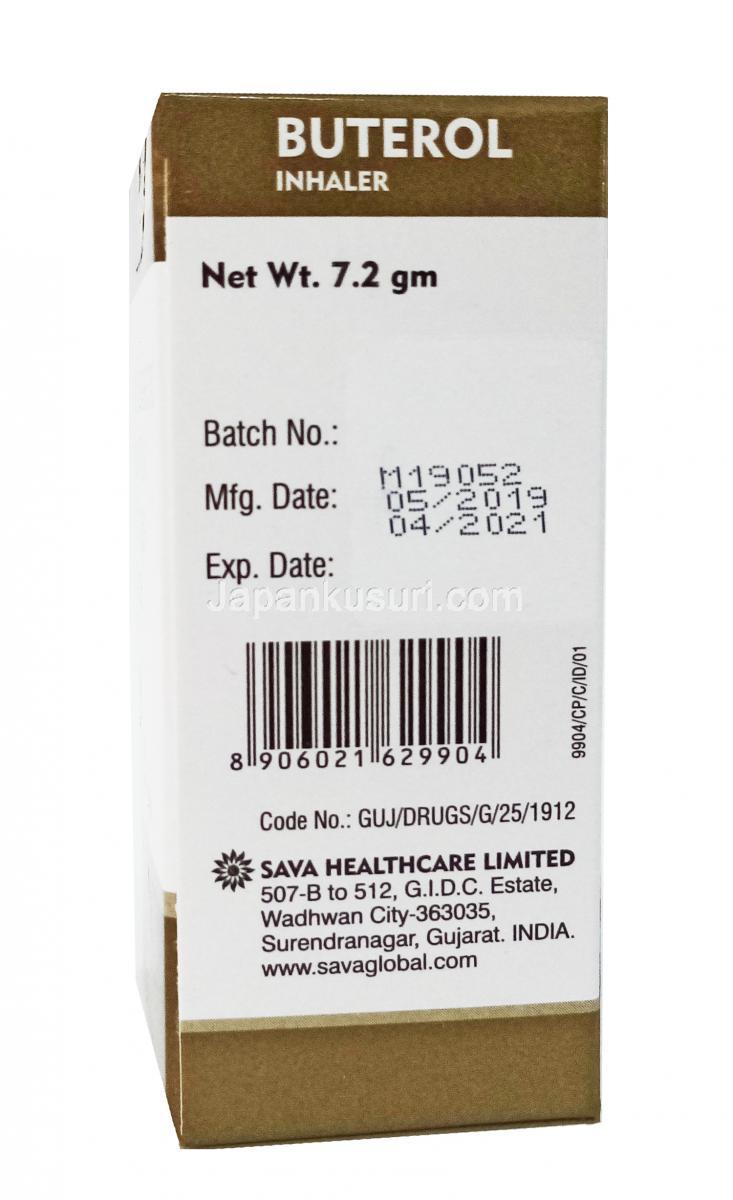 BUTEROL
INHALER
Net Wt. 7.2 gm
Batch No.:
M19052
Mfg. Date:
05/2019
04/2021
Exp. Date:
Japankusuri.com
8 906021 629904
9904/CP/C/ID/01
Code No.: GUJ/DRUGS/G/25/1912
SAVA HEALTHCARE LIMITED
507-B to 512, G.I.D.C. Estate,
Wadhwan City-363035,
Surendranagar, Gujarat. INDIA.
www.savaglobal.com